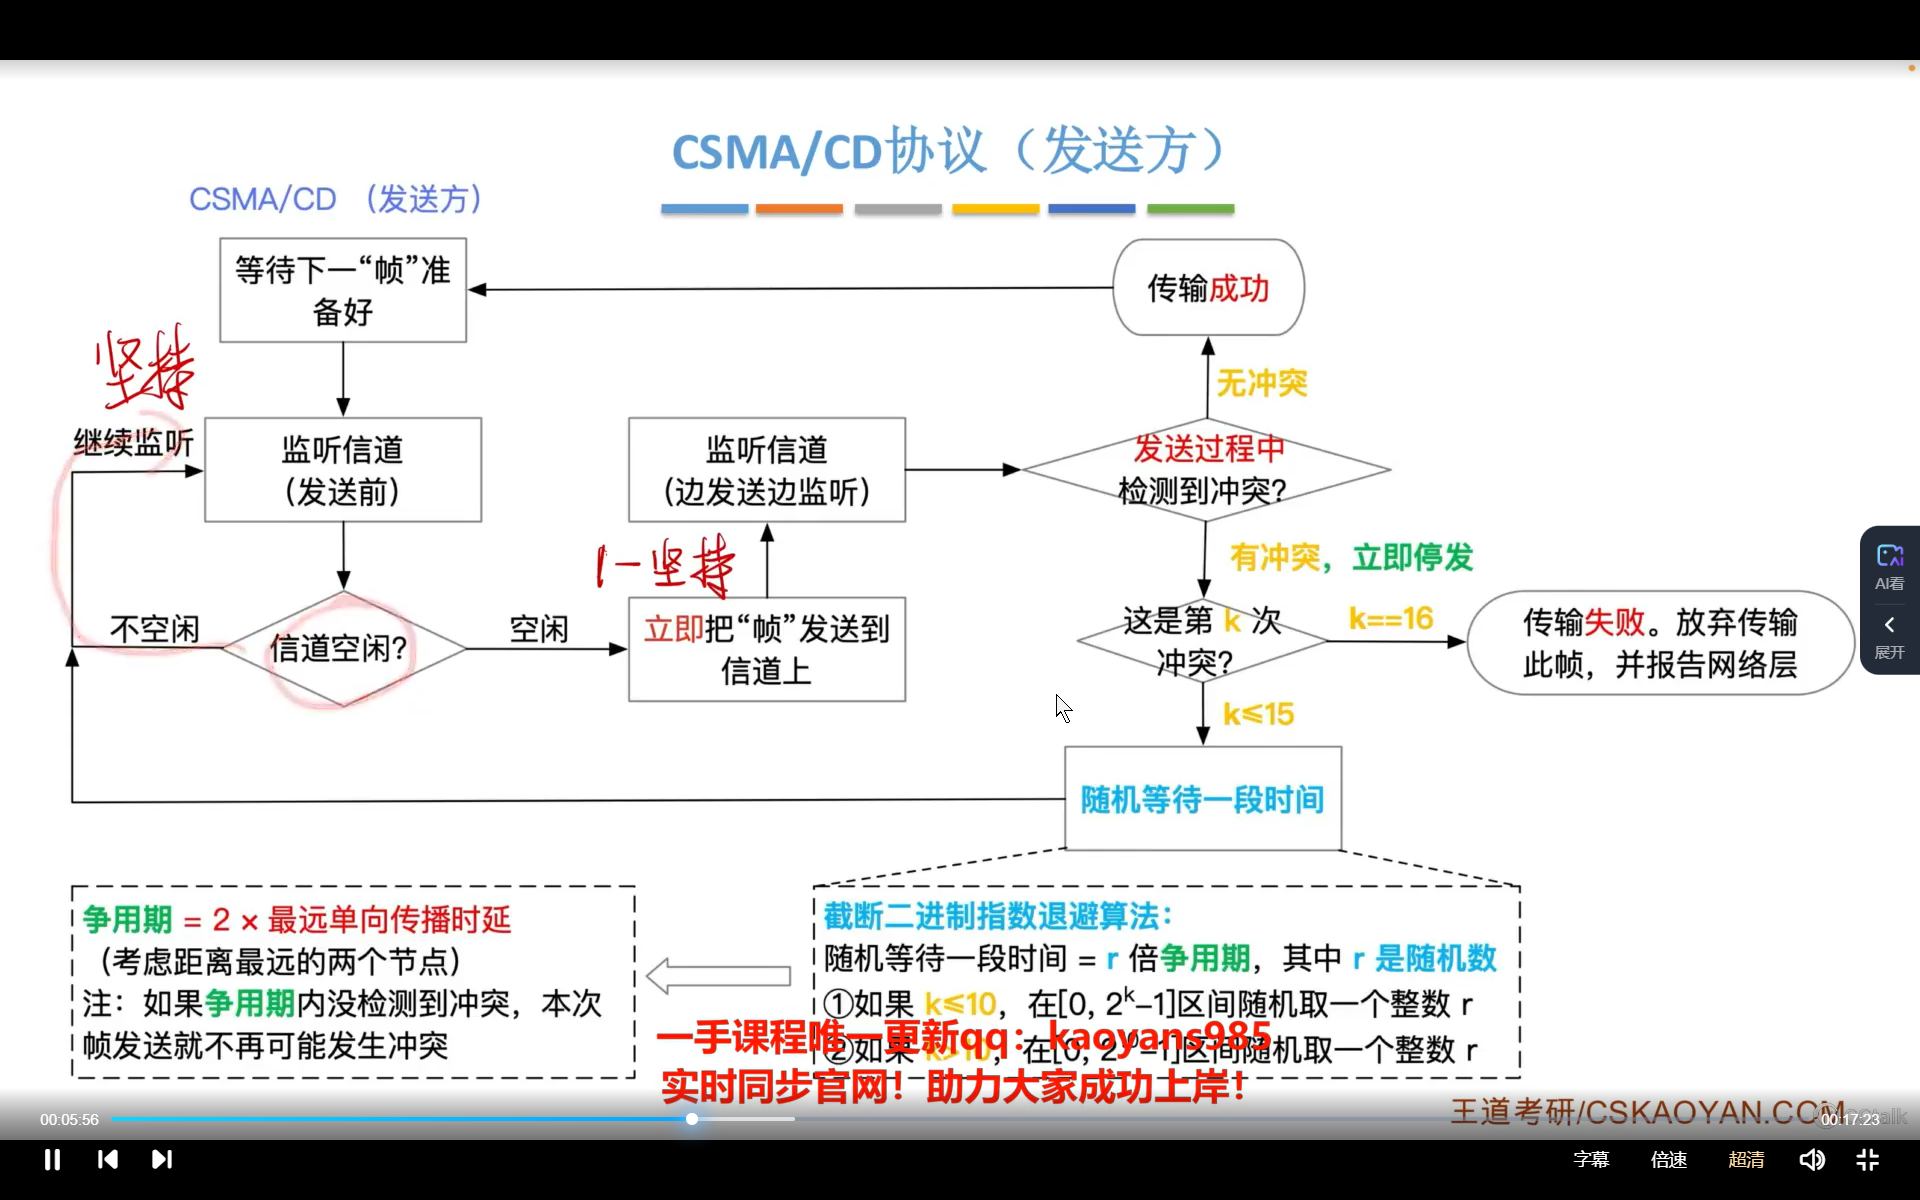 CSMA/CD协议（发送方）
CSMA/CD （发送方）
等待下一“帧”准
备好
传输成功
坚持
无冲突
继续监听
监听信道
（发送前）
监听信道
（边发送边监听）
发送过程中
检测到冲突？
1-坚持
有冲突，立即停发
不空闲
信道空闲？
空闲
立即把“帧”发送到
信道上
这是第 k 次
冲突？
k==16
传输失败。放弃传输
此帧，并报告网络层
AI看
展开
k≤15
随机等待一段时间
争用期 = 2 × 最远单向传播时延
（考虑距离最远的两个节点）
注：如果争用期内没检测到冲突，本次
帧发送就不再可能发生冲突
截断二进制指数退避算法：
随机等待一段时间 = r 倍争用期，其中 r 是随机数
①如果 k≤10，在[0, 2^k–1]区间随机取一个整数 r
②如果 k>10，在[0, 2 –1]区间随机取一个整数 r
一手课程唯一更新qq：kaoyans985
实时同步官网！助力大家成功上岸！
王道考研/CSKAOYAN.COM
00:05:56
00:17:23
字幕
倍速
超清